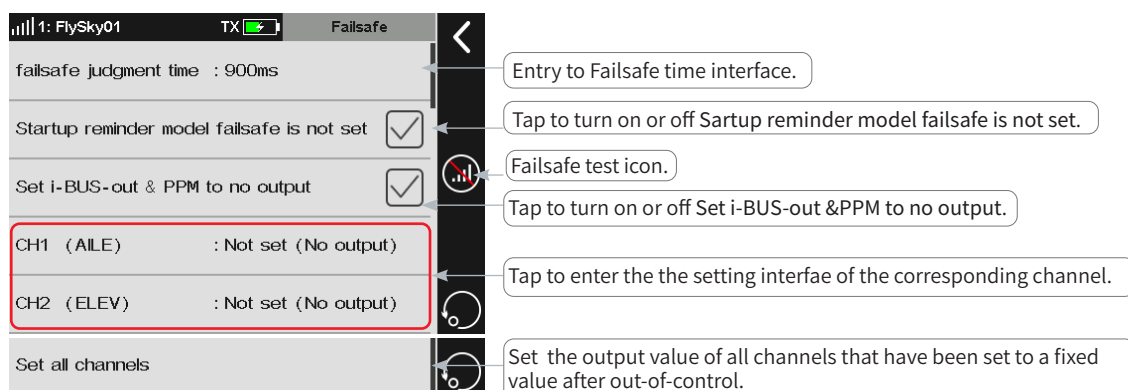 1: FlySky01 TX Failsafe
failsafe judgment time : 900ms
Entry to Failsafe time interface.
Startup reminder model failsafe is not set
Tap to turn on or off Sartup reminder model failsafe is not set.
Failsafe test icon.
Set i-BUS-out & PPM to no output
Tap to turn on or off Set i-BUS-out &PPM to no output.
CH1 (AILE) : Not set (No output)
Tap to enter the the setting interfae of the corresponding channel.
CH2 (ELEV) : Not set (No output)
Set all channels
Set the output value of all channels that have been set to a fixed
value after out-of-control.